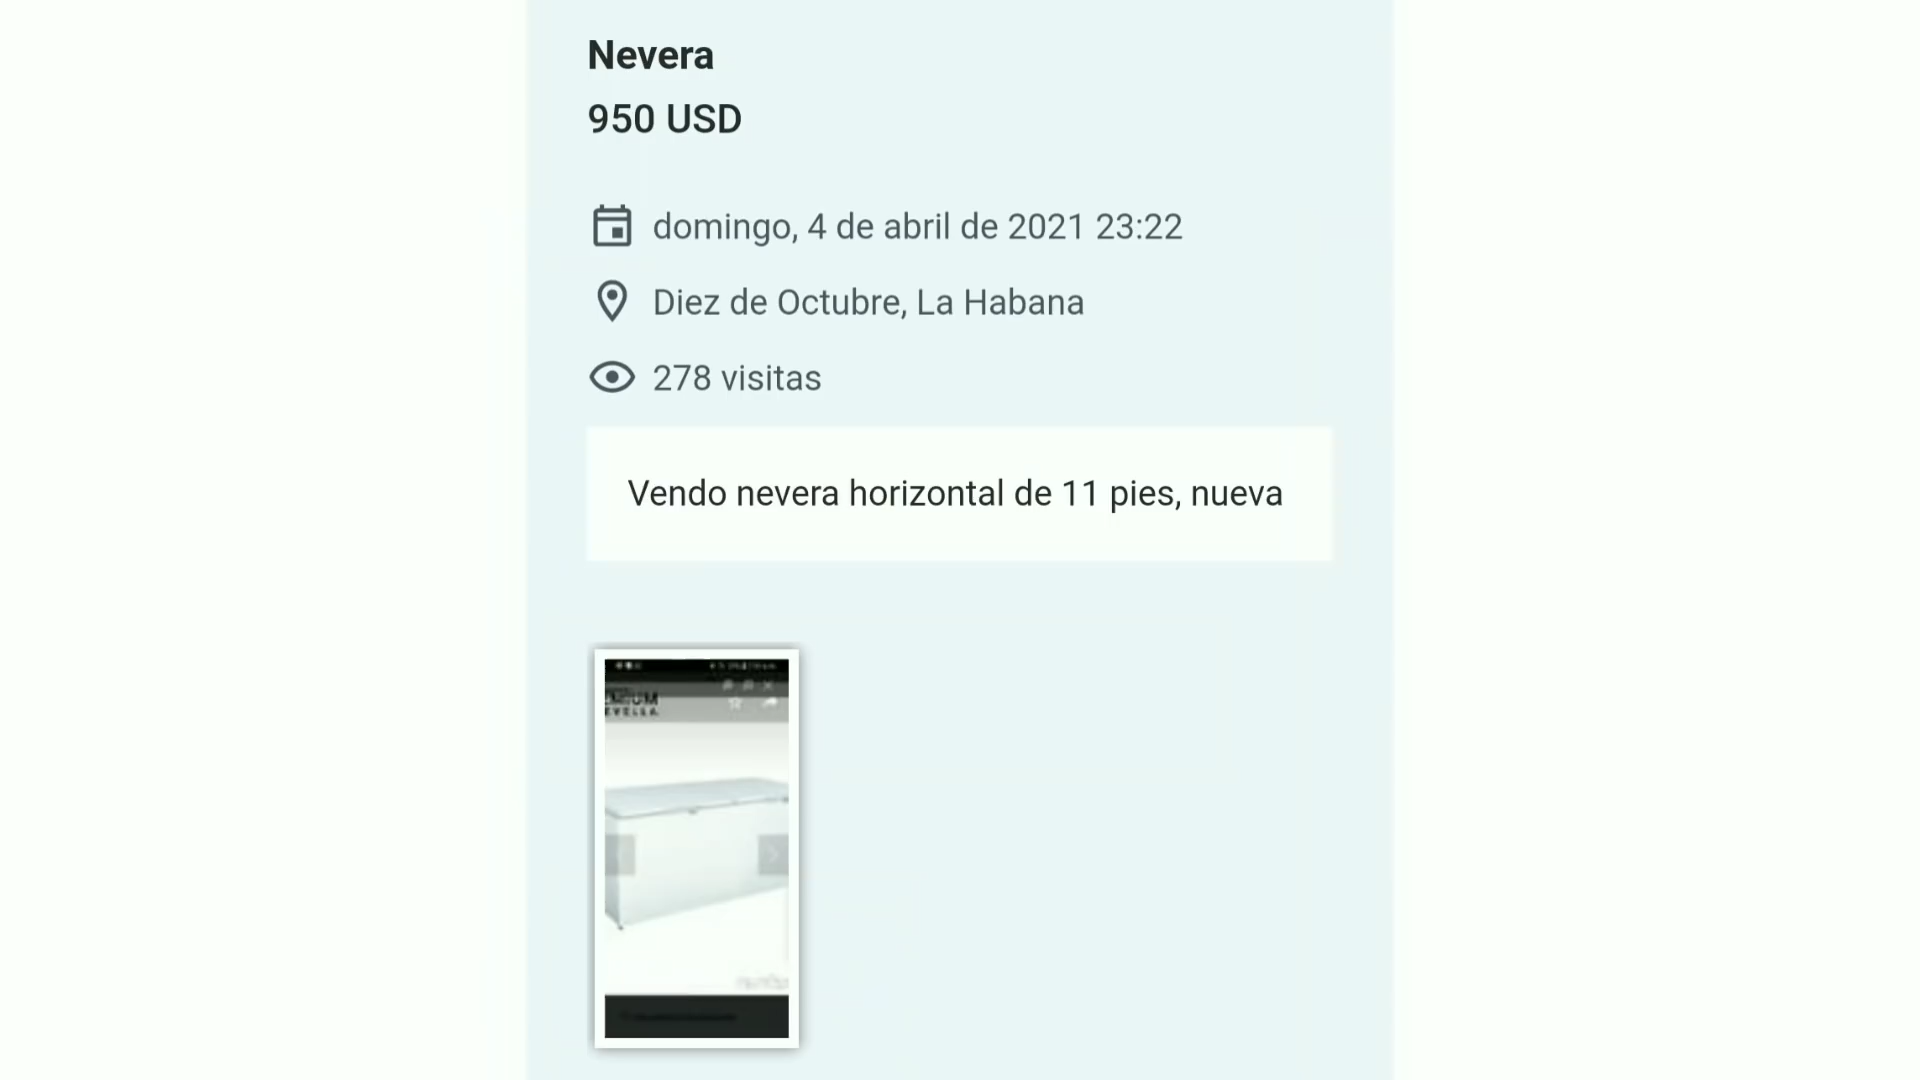 Nevera
950 USD
domingo, 4 de abril de 2021 23:22
Diez de Octubre, La Habana
278 visitas
Vendo nevera horizontal de 11 pies, nueva